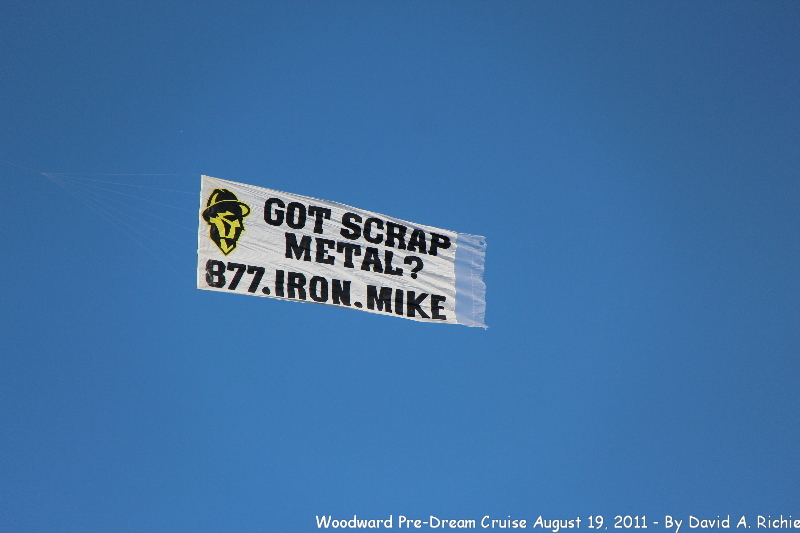 GOT SCRAP
METAL?
877.IRON.MIKE
Woodward Pre-Dream Cruise August 19, 2011 - By David A. Richie